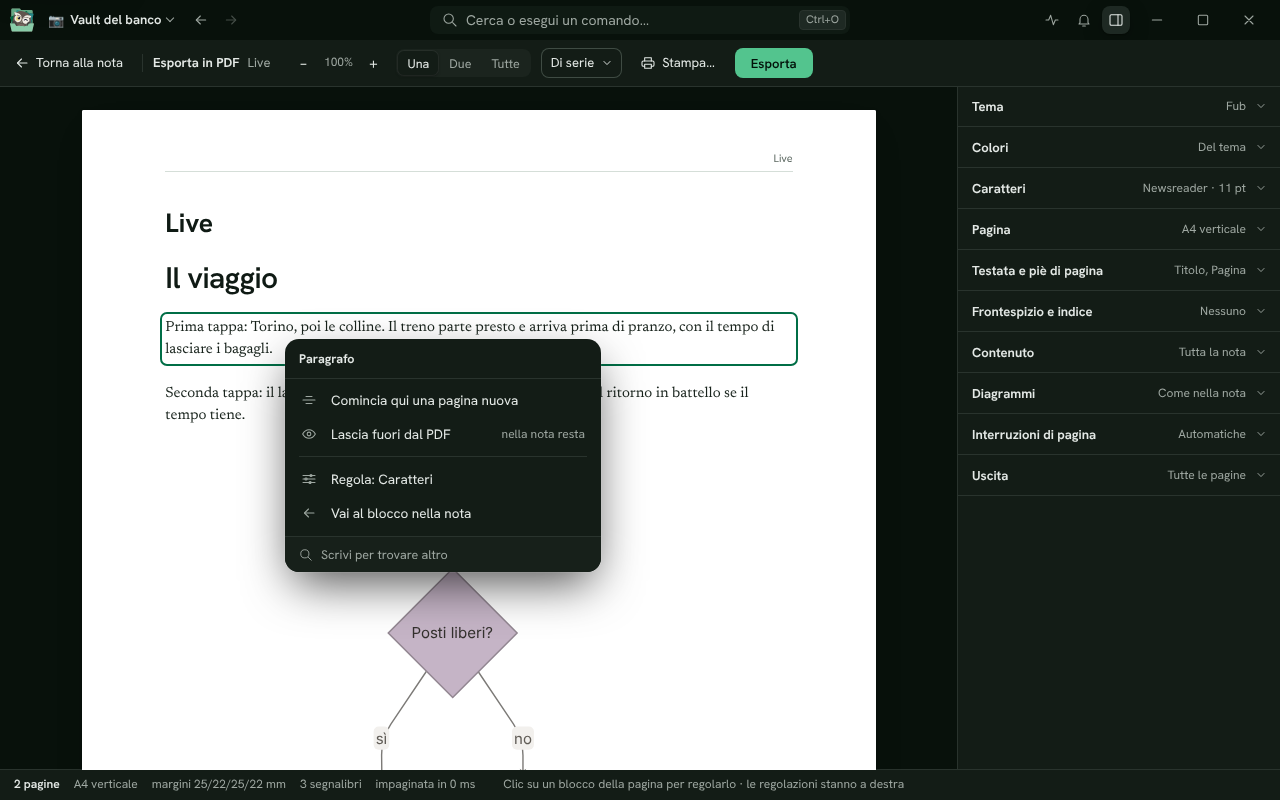 Vault del banco
Cerca o esegui un comando...
Ctrl+O
Torna alla nota
Esporta in PDF Live
− 100% +
Una Due Tutte
Di serie
Stampa...
Esporta
Live
Live
Il viaggio
Prima tappa: Torino, poi le colline. Il treno parte presto e arriva prima di pranzo, con il tempo di
lasciare i bagagli.
Seconda tappa: il
l ritorno in battello se il
tempo tiene.
Paragrafo
Comincia qui una pagina nuova
Lascia fuori dal PDF nella nota resta
Regola: Caratteri
Vai al blocco nella nota
Scrivi per trovare altro
Posti liberi?
sì no
Tema Fub
Colori Del tema
Caratteri Newsreader · 11 pt
Pagina A4 verticale
Testata e piè di pagina Titolo, Pagina
Frontespizio e indice Nessuno
Contenuto Tutta la nota
Diagrammi Come nella nota
Interruzioni di pagina Automatiche
Uscita Tutte le pagine
2 pagine A4 verticale margini 25/22/25/22 mm 3 segnalibri impaginata in 0 ms Clic su un blocco della pagina per regolarlo · le regolazioni stanno a destra